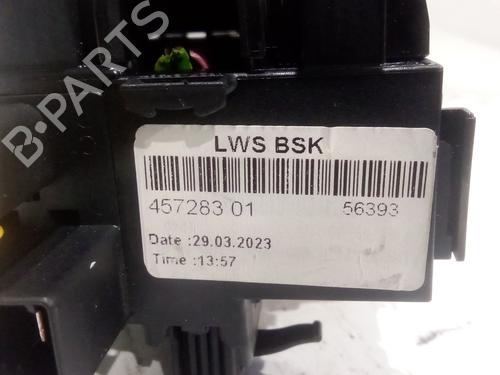 B-PARTS
LWS BSK
457283 01 56393
Date :29.03.2023
Time :13:57